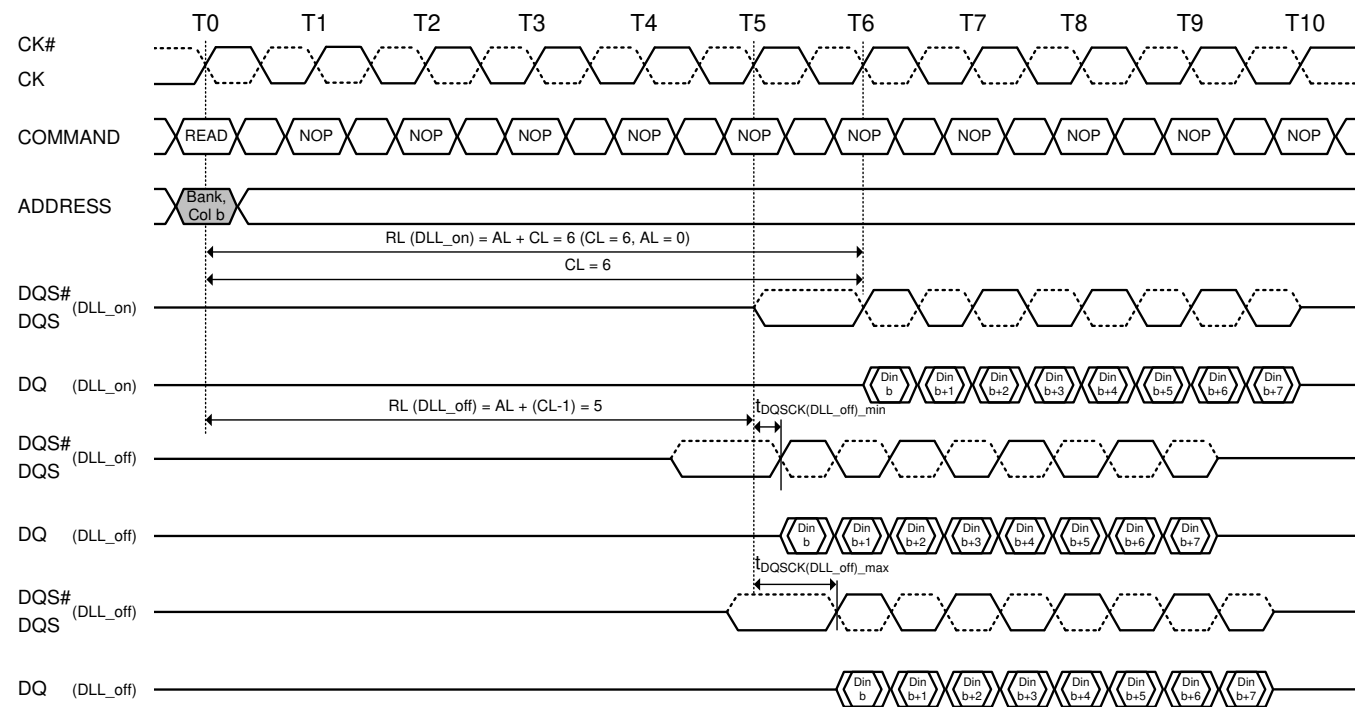 T0 T1 T2 T3 T4 T5 T6 T7 T8 T9 T10
CK#
CK
COMMAND READ NOP NOP NOP NOP NOP NOP NOP NOP NOP NOP
ADDRESS Bank,
Col b
RL (DLL_on) = AL + CL = 6 (CL = 6, AL = 0)
CL = 6
DQS# (DLL_on)
DQS
DQ (DLL_on) Din b Din b+1 Din b+2 Din b+3 Din b+4 Din b+5 Din b+6 Din b+7
RL (DLL_off) = AL + (CL-1) = 5 tDQSCK(DLL_off)_min
DQS# (DLL_off)
DQS
DQ (DLL_off) Din b Din b+1 Din b+2 Din b+3 Din b+4 Din b+5 Din b+6 Din b+7
tDQSCK(DLL_off)_max
DQS# (DLL_off)
DQS
DQ (DLL_off) Din b Din b+1 Din b+2 Din b+3 Din b+4 Din b+5 Din b+6 Din b+7